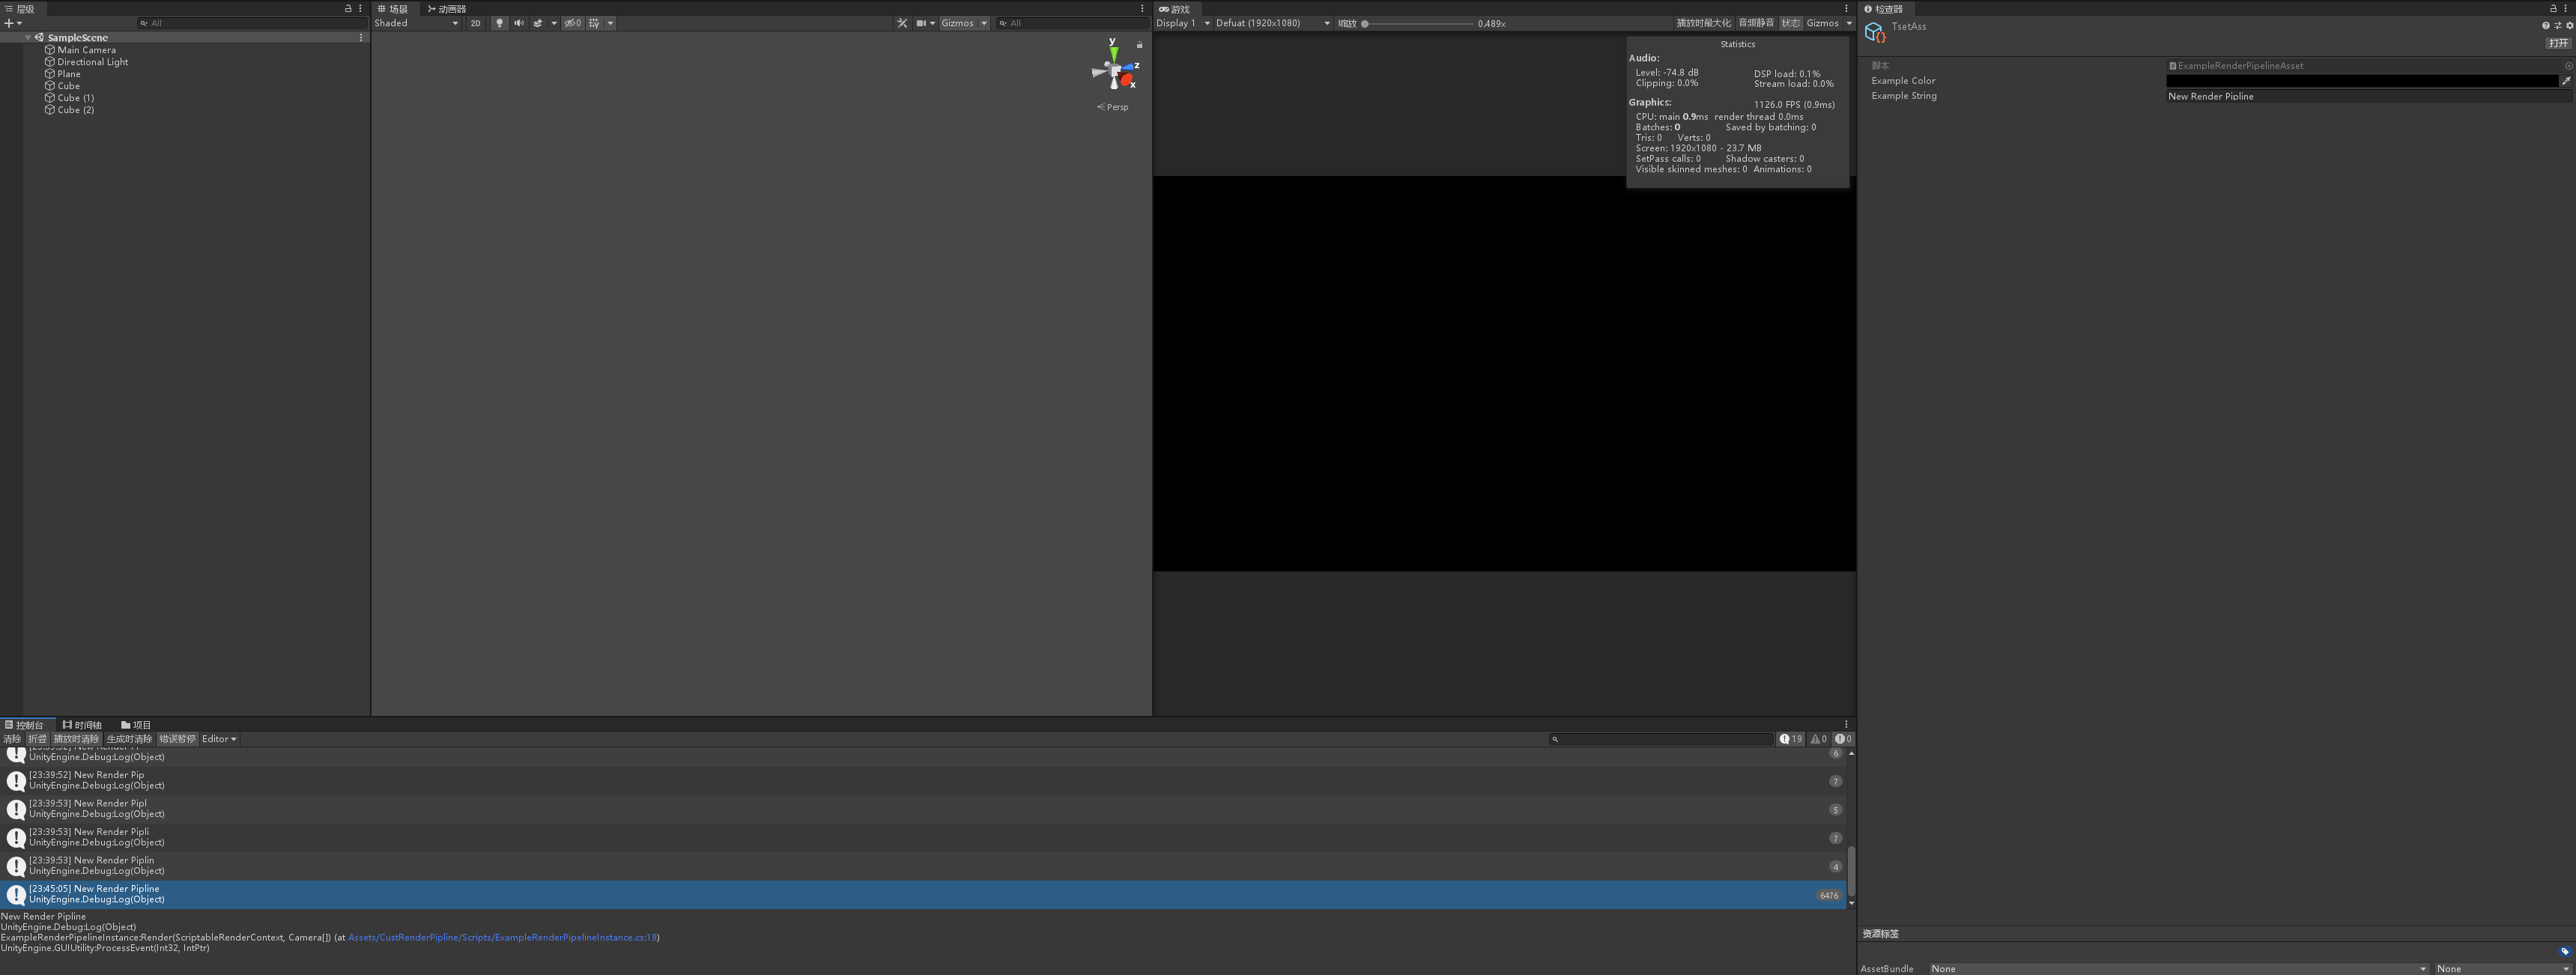 层级
All
SampleScene
Main Camera
Directional Light
Plane
Cube
Cube (1)
Cube (2)
场景
动画器
Shaded
2D
0
Gizmos
All
y
z
x
Persp
游戏
Display 1
Defuat (1920x1080)
缩放
0.489x
播放时最大化
音频静音
状态
Gizmos
Statistics
Audio:
Level: -74.8 dB
DSP load: 0.1%
Clipping: 0.0%
Stream load: 0.0%
Graphics:
1126.0 FPS (0.9ms)
CPU: main 0.9ms render thread 0.0ms
Batches: 0
Saved by batching: 0
Tris: 0 Verts: 0
Screen: 1920x1080 - 23.7 MB
SetPass calls: 0
Shadow casters: 0
Visible skinned meshes: 0 Animations: 0
检查器
TsetAss
打开
脚本
ExampleRenderPipelineAsset
Example Color
Example String
New Render Pipline
控制台
时间轴
项目
清除
折叠
播放时清除
生成时清除
错误暂停
Editor
19
0
0
UnityEngine.Debug:Log(Object)
6
[23:39:52] New Render Pip
UnityEngine.Debug:Log(Object)
7
[23:39:53] New Render Pipl
UnityEngine.Debug:Log(Object)
5
[23:39:53] New Render Pipli
UnityEngine.Debug:Log(Object)
7
[23:39:53] New Render Piplin
UnityEngine.Debug:Log(Object)
4
[23:45:05] New Render Pipline
UnityEngine.Debug:Log(Object)
6476
New Render Pipline
UnityEngine.Debug:Log(Object)
ExampleRenderPipelineInstance:Render(ScriptableRenderContext, Camera[]) (at Assets/CustRenderPipline/Scripts/ExampleRenderPipelineInstance.cs:19)
UnityEngine.GUIUtility:ProcessEvent(Int32, IntPtr)
资源标签
AssetBundle
None
None